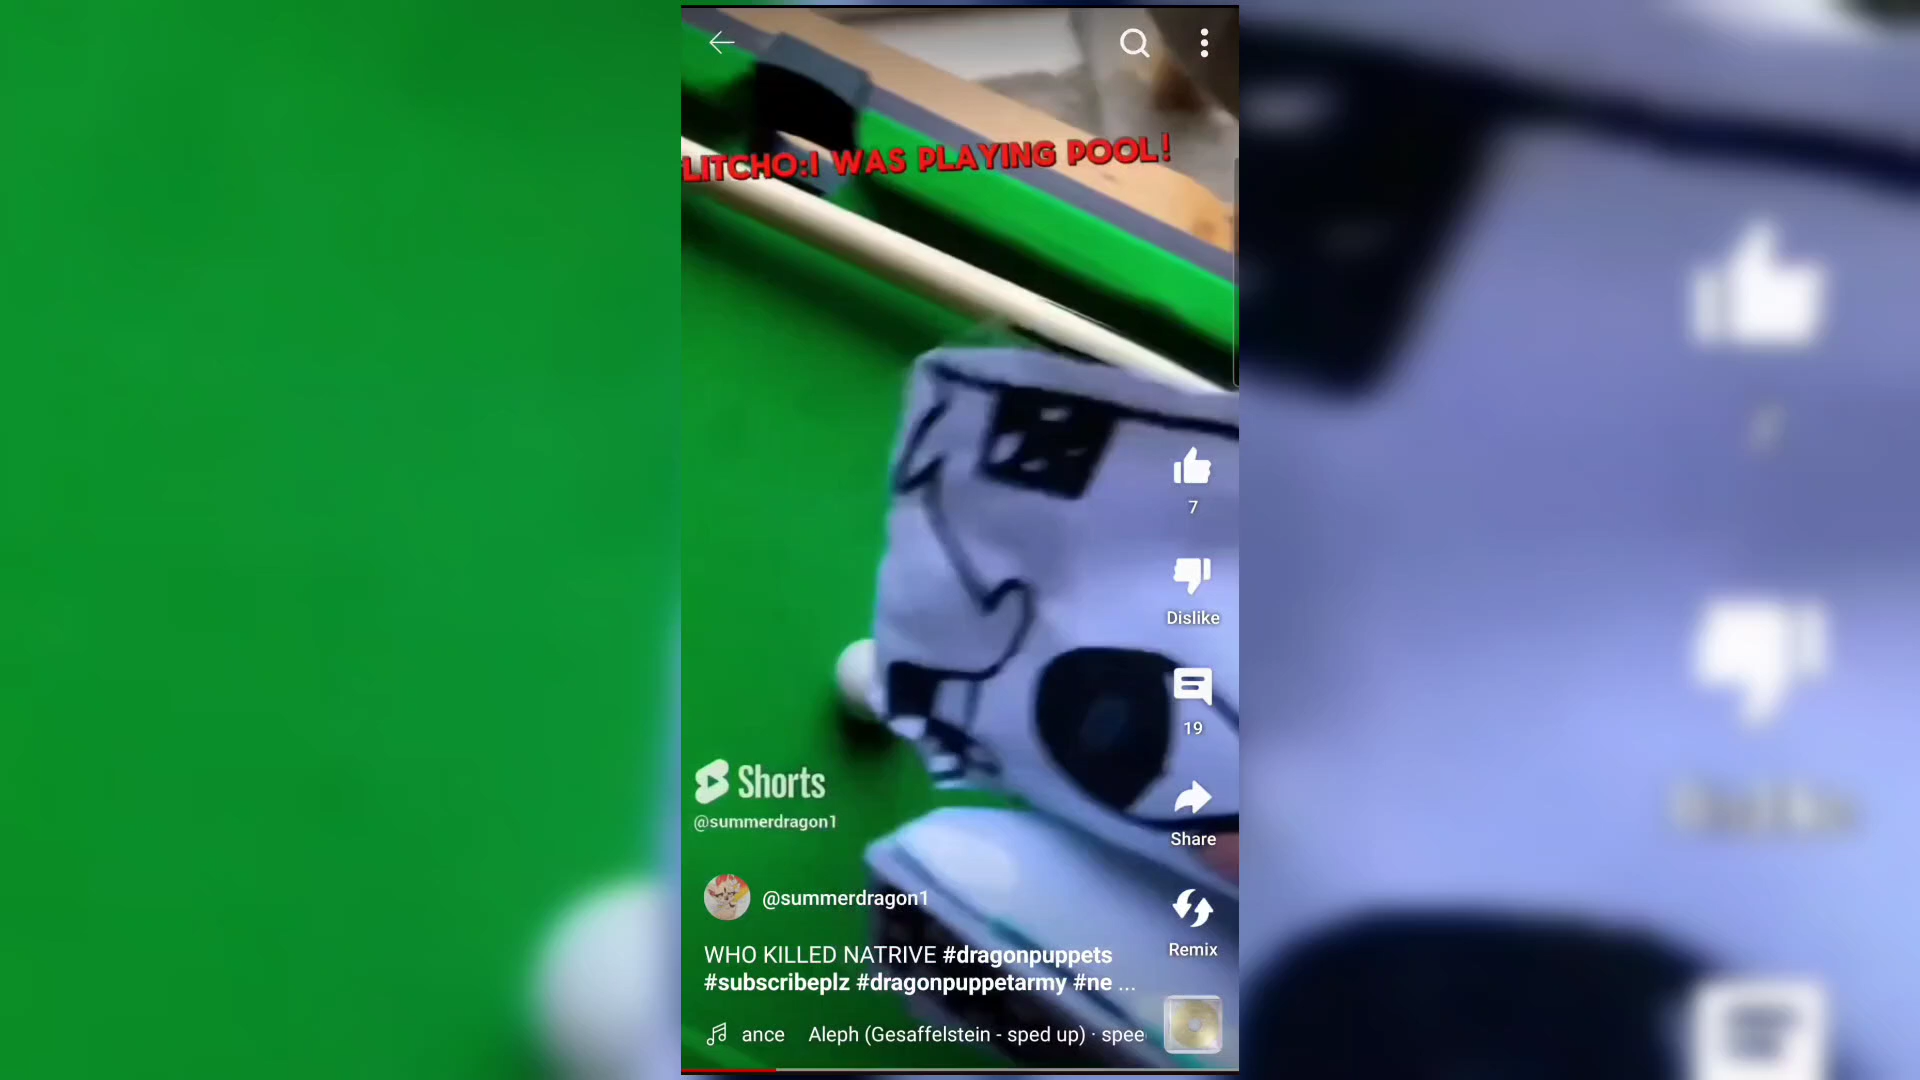 LITCHO:I WAS PLAYING POOL!
7
Dislike
19
Shorts
@summerdragon1
Share
@summerdragon1
Remix
WHO KILLED NATRIVE #dragonpuppets
#subscribeplz #dragonpuppetarmy #ne ...
ance Aleph (Gesaffelstein - sped up) · spee